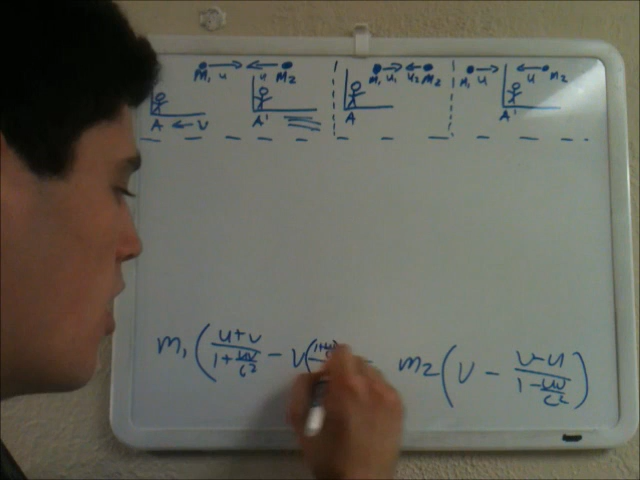 m₁ u u m₂
A ← v A'
m₁ u₁ u₂ m₂
A
m₁ u u m₂
A'
m₁ ( (u+v)/(1+uv/c²) − v( = m₂ ( v − (v−u)/(1−uv/c²) )